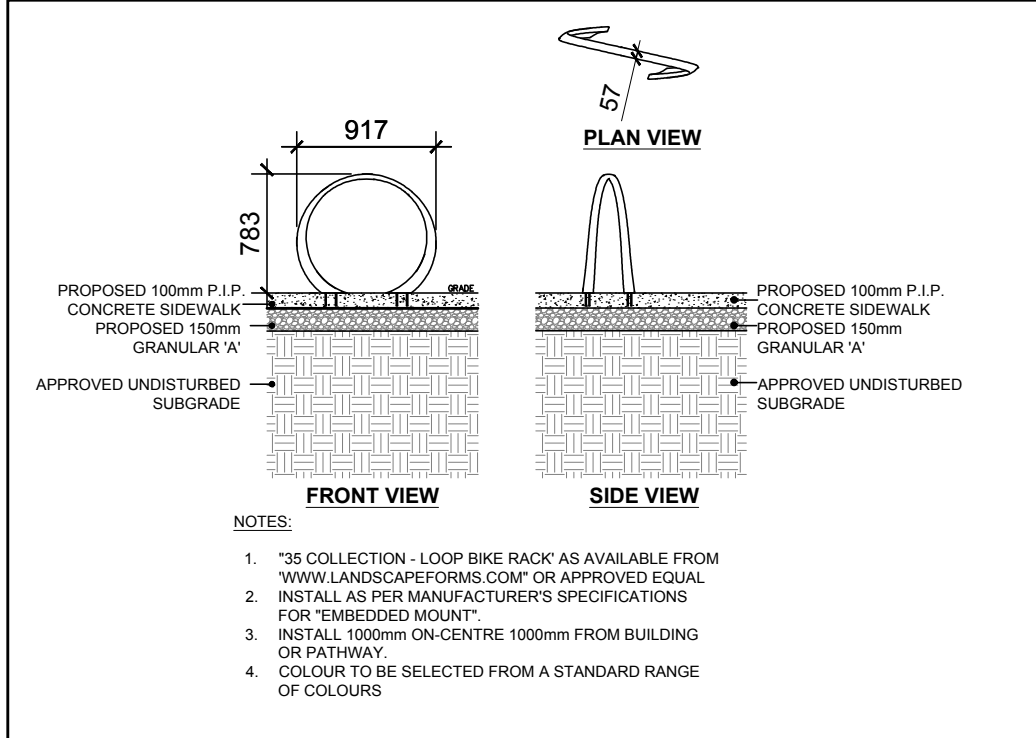 57
PLAN VIEW
917
783
GRADE
PROPOSED 100mm P.I.P.
CONCRETE SIDEWALK
PROPOSED 150mm
GRANULAR 'A'
APPROVED UNDISTURBED
SUBGRADE
PROPOSED 100mm P.I.P.
CONCRETE SIDEWALK
PROPOSED 150mm
GRANULAR 'A'
APPROVED UNDISTURBED
SUBGRADE
FRONT VIEW
SIDE VIEW
NOTES:
1. "35 COLLECTION - LOOP BIKE RACK' AS AVAILABLE FROM
'WWW.LANDSCAPEFORMS.COM" OR APPROVED EQUAL
2. INSTALL AS PER MANUFACTURER'S SPECIFICATIONS
FOR "EMBEDDED MOUNT".
3. INSTALL 1000mm ON-CENTRE 1000mm FROM BUILDING
OR PATHWAY.
4. COLOUR TO BE SELECTED FROM A STANDARD RANGE
OF COLOURS